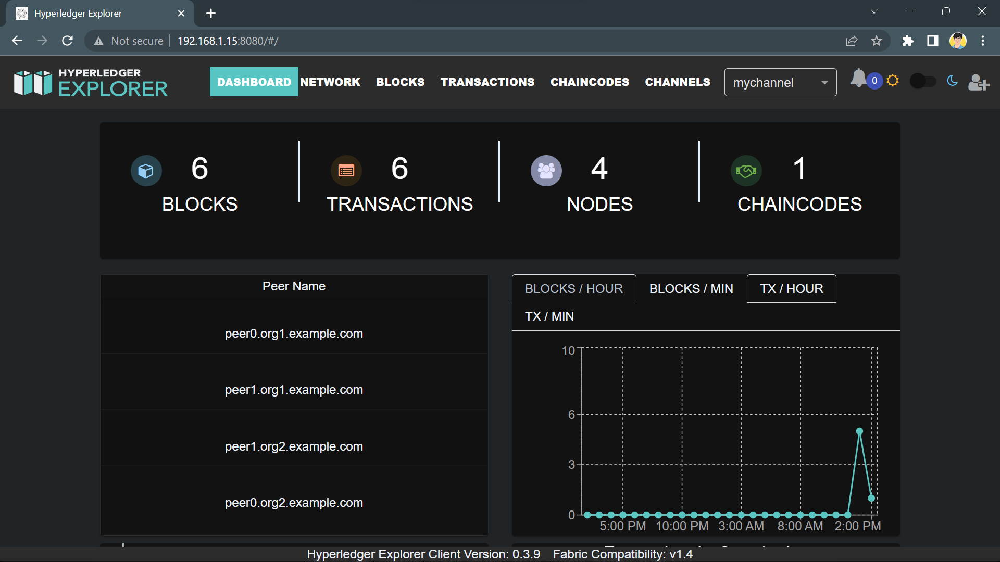 Hyperledger Explorer
Not secure
192.168.1.15:8080/#/
HYPERLEDGER
EXPLORER
DASHBOARD NETWORK BLOCKS TRANSACTIONS CHAINCODES CHANNELS
mychannel
0
6
BLOCKS
6
TRANSACTIONS
4
NODES
1
CHAINCODES
Peer Name
peer0.org1.example.com
peer1.org1.example.com
peer1.org2.example.com
peer0.org2.example.com
BLOCKS / HOUR BLOCKS / MIN TX / HOUR
TX / MIN
10
6
3
0
5:00 PM 10:00 PM 3:00 AM 8:00 AM 2:00 PM
Hyperledger Explorer Client Version: 0.3.9 Fabric Compatibility: v1.4